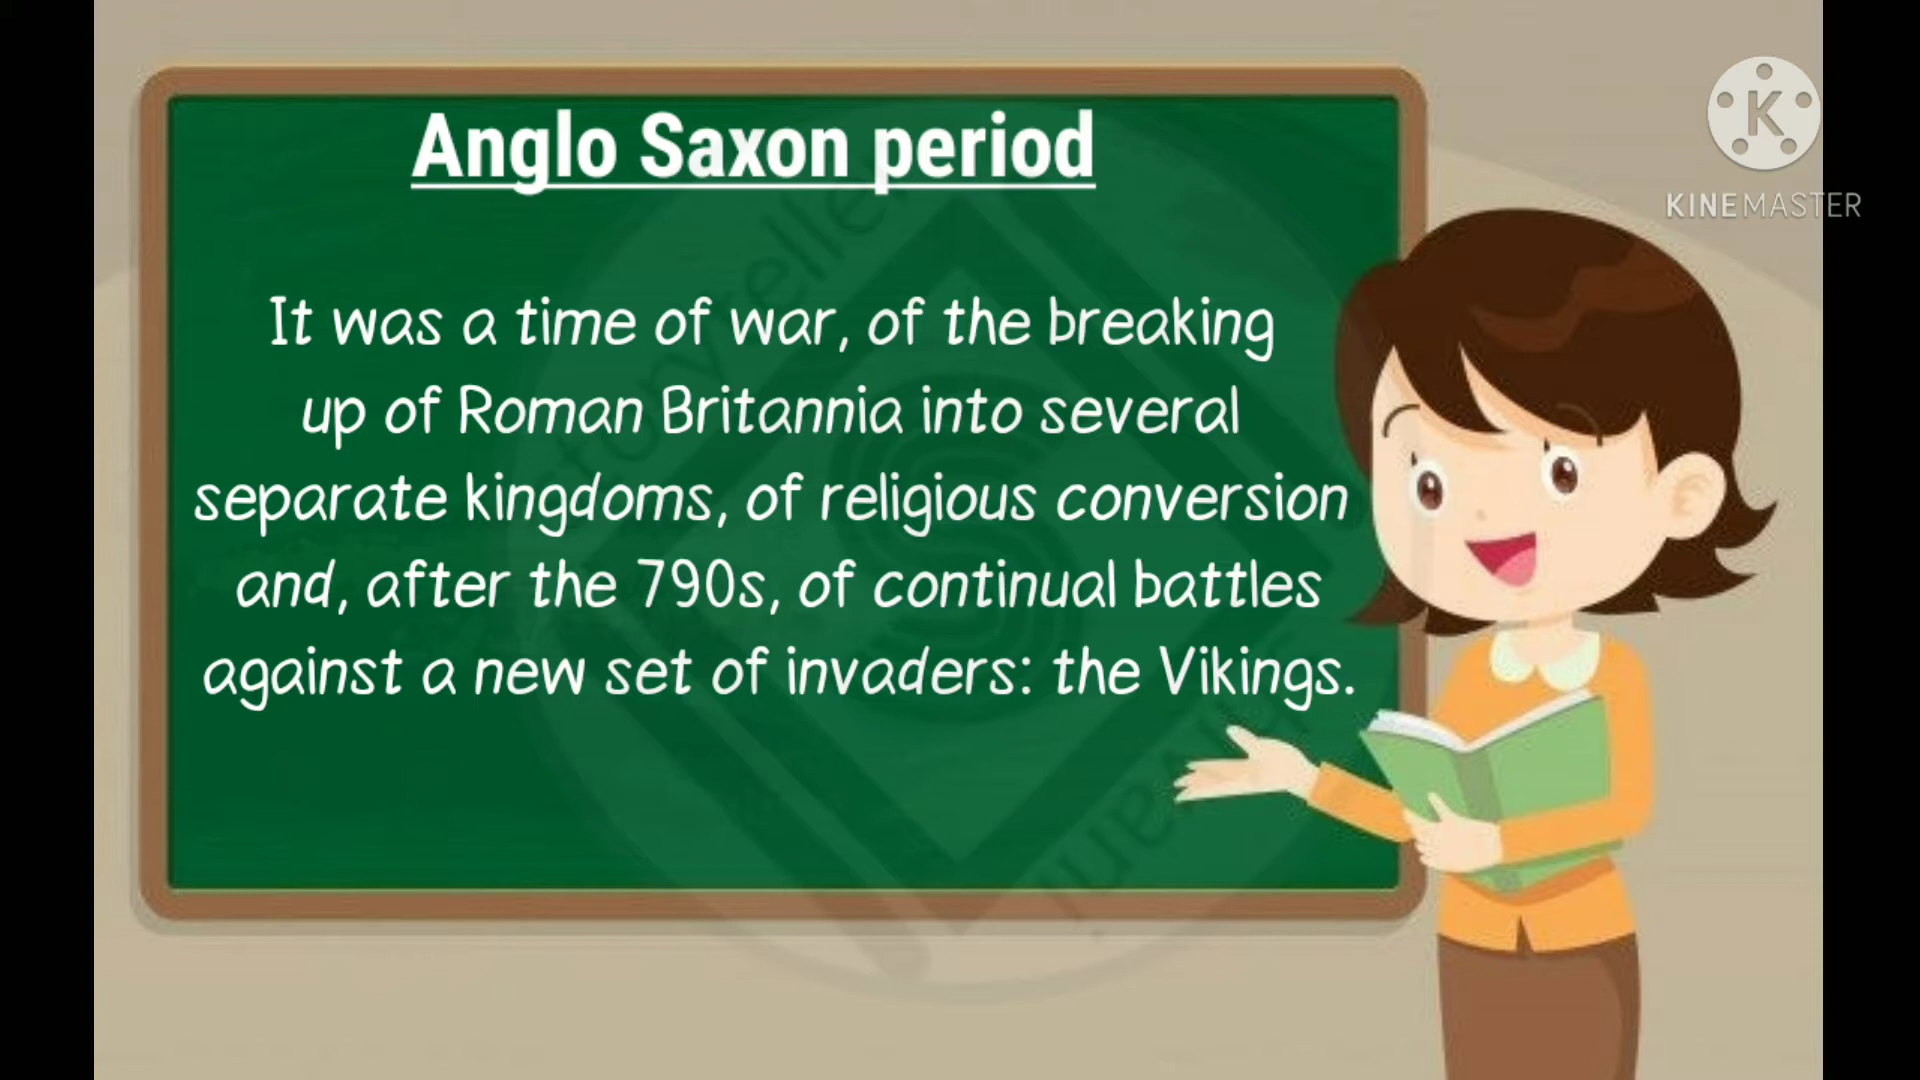 Anglo Saxon period
K
KINEMASTER
It was a time of war, of the breaking
up of Roman Britannia into several
separate kingdoms, of religious conversion
and, after the 790s, of continual battles
against a new set of invaders: the Vikings.